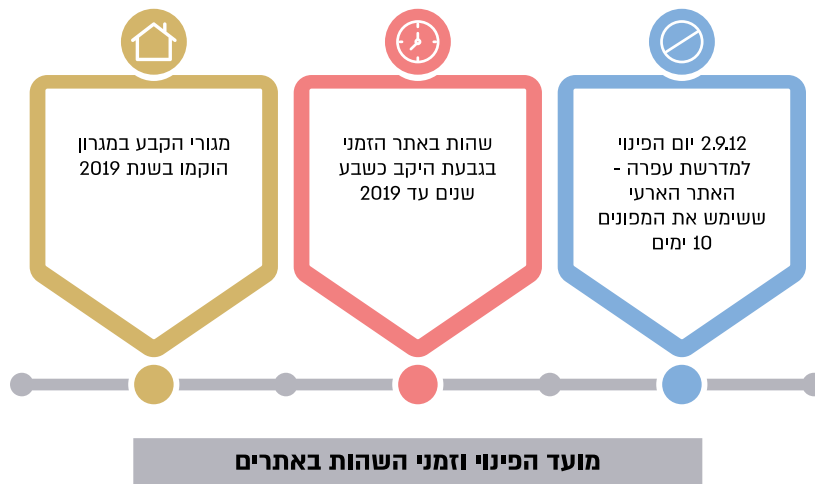 2.9.12 יום הפינוי
למדרשת עפרה -
האתר הארעי
ששימש את המפונים
10 ימים
שהות באתר הזמני
בגבעת היקב כשבע
שנים עד 2019
מגורי הקבע במגרון
הוקמו בשנת 2019
מועד הפינוי וזמני השהות באתרים